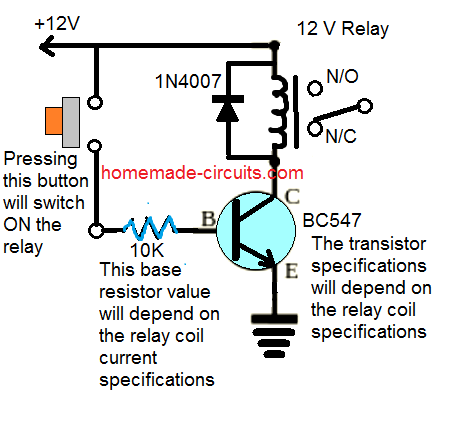 +12V
12 V Relay
1N4007
N/O
N/C
Pressing
this button
will switch
ON the
relay
homemade-circuits.com
C
B
BC547
10K
E
This base
resistor value
will depend on
the relay coil
current
specifications
The transistor
specifications
will depend on
the relay coil
specifications